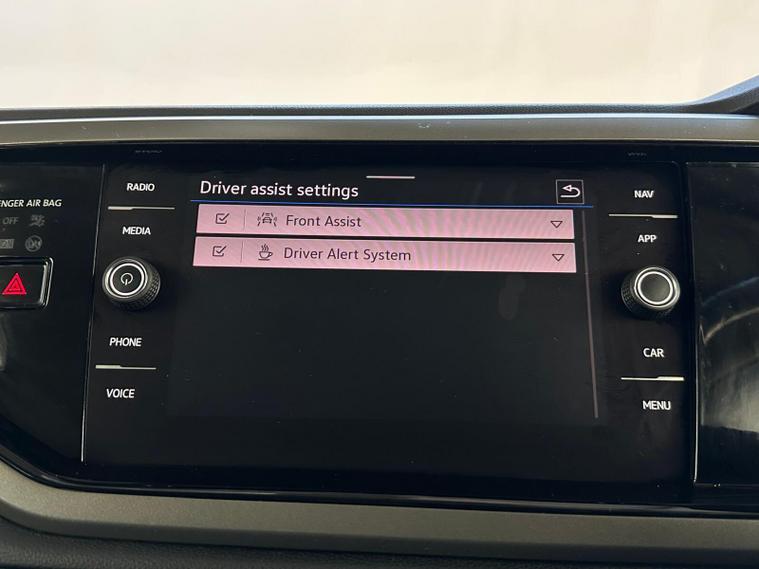 Driver assist settings
Front Assist
Driver Alert System
RADIO
MEDIA
PHONE
VOICE
NAV
APP
CAR
MENU
ENGER AIR BAG
OFF